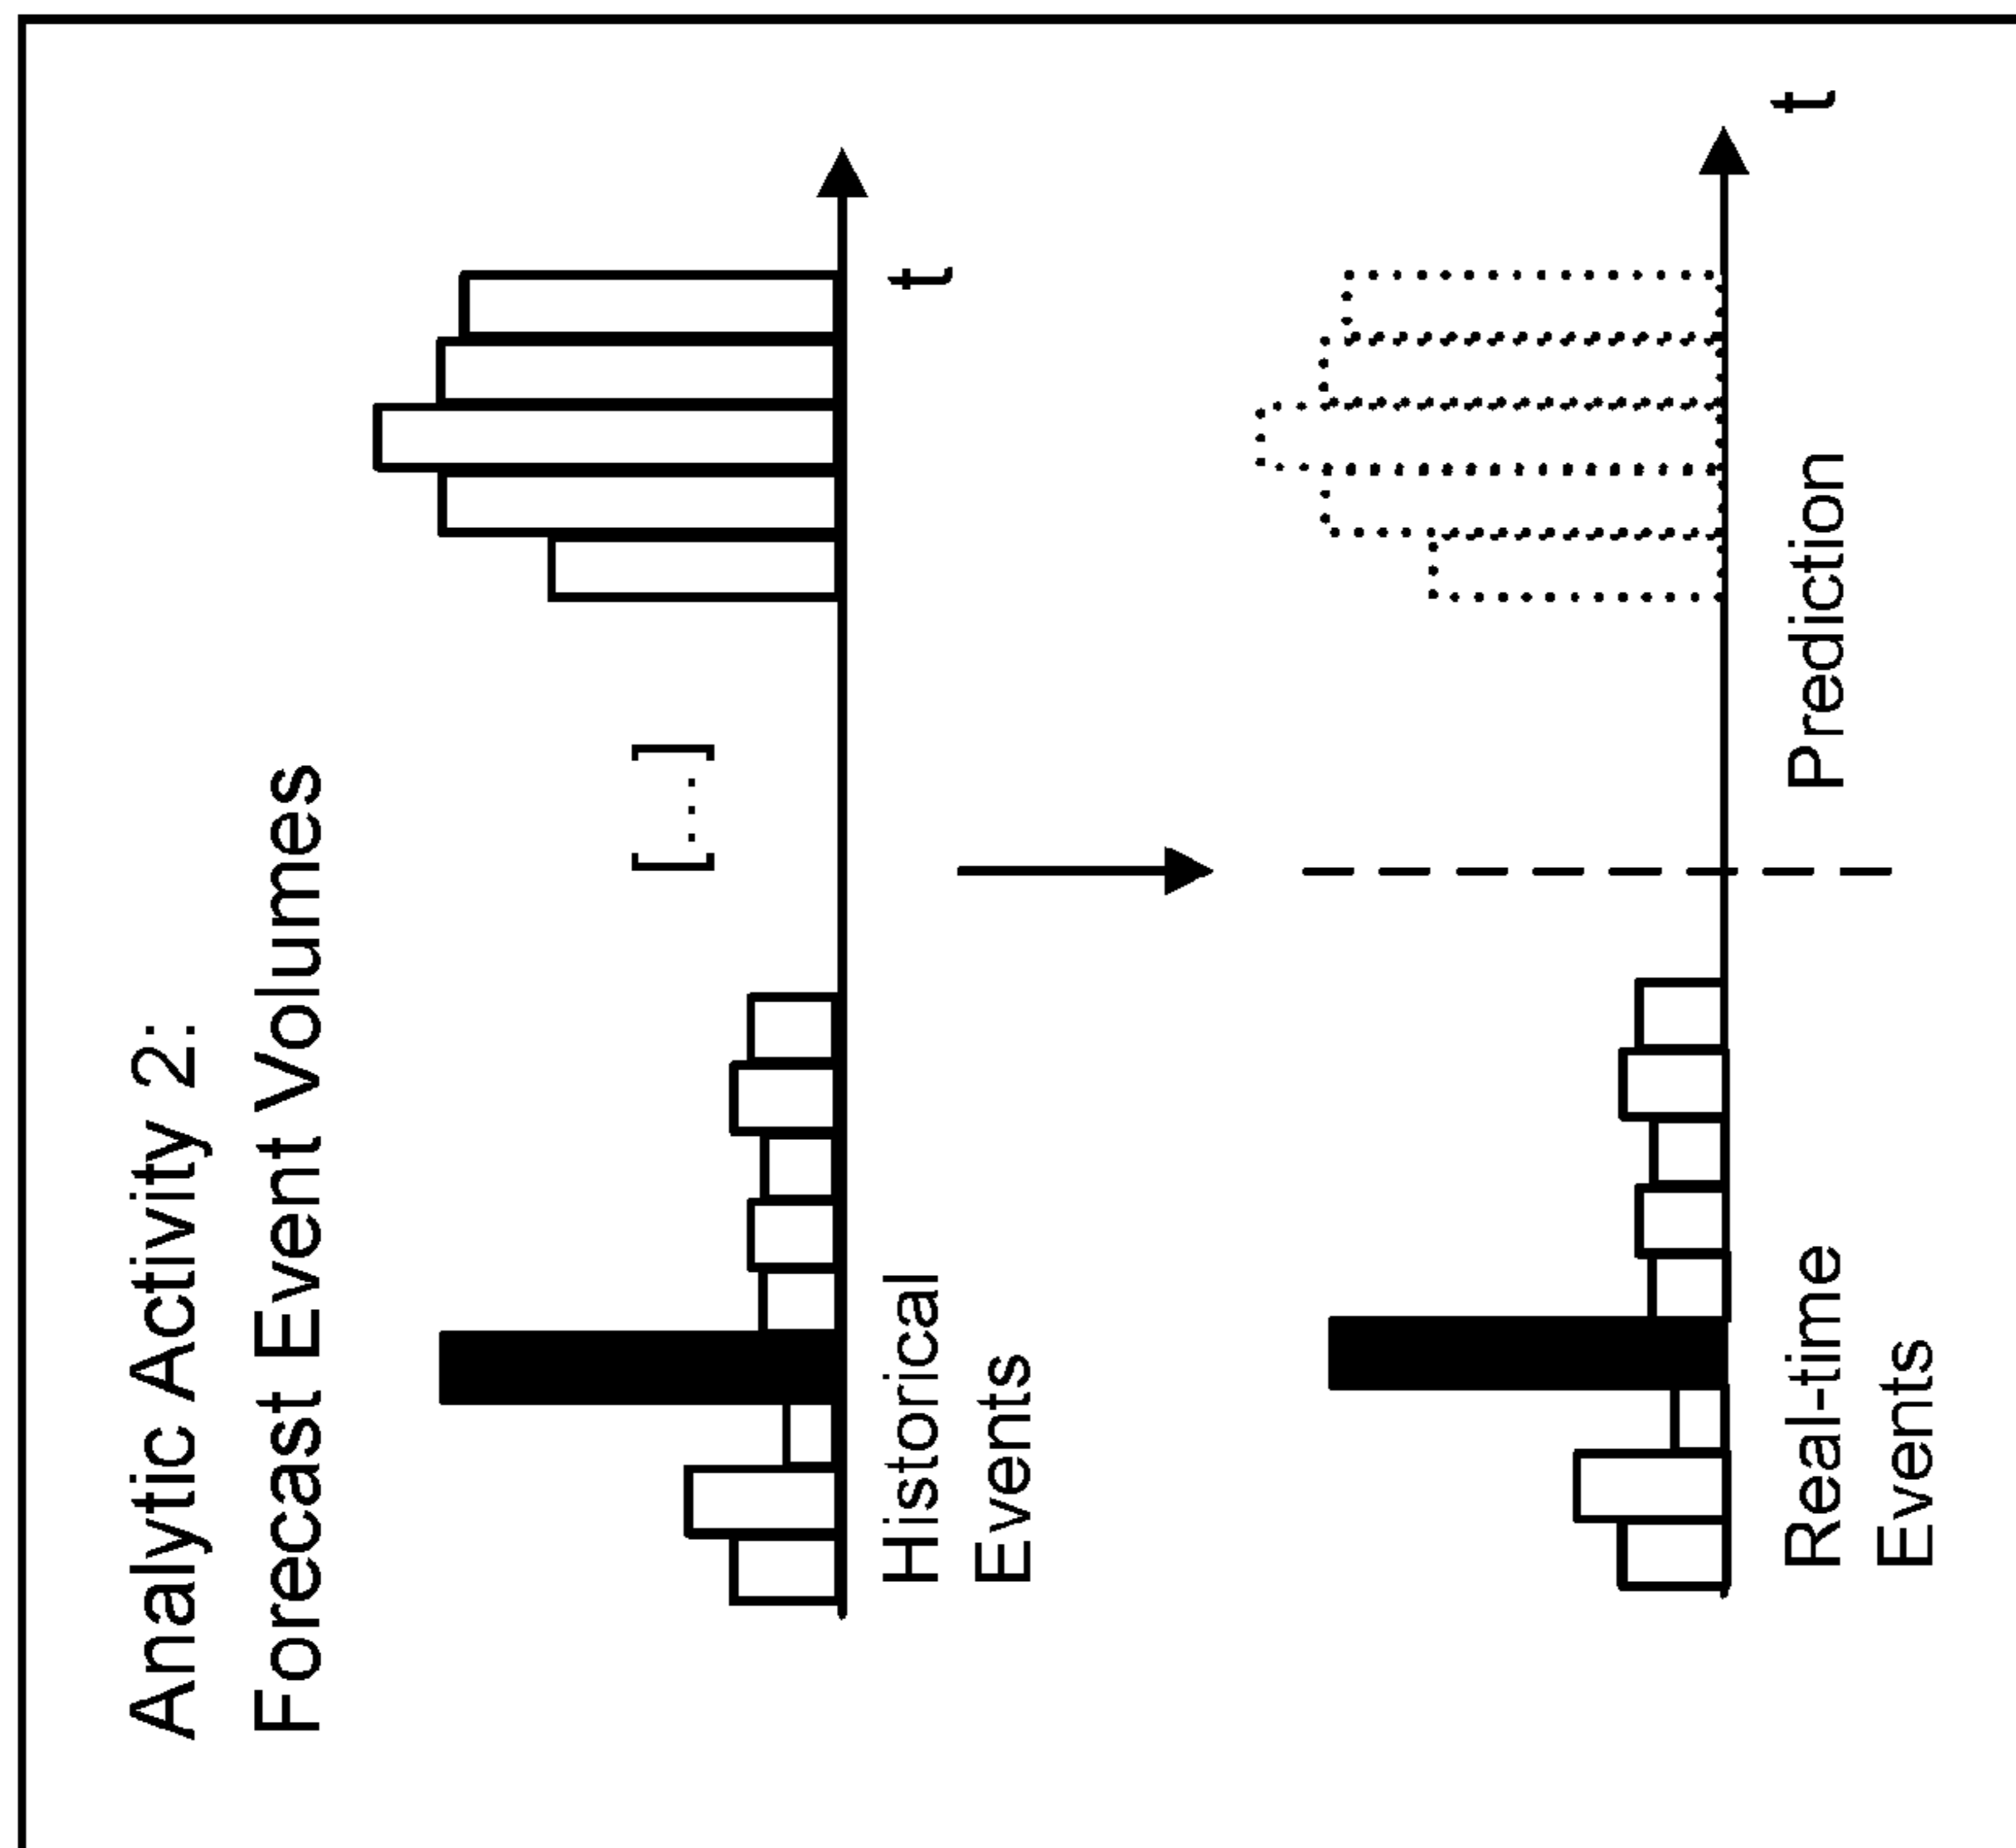 Analytic Activity 2:
Forecast Event Volumes
[...]
Historical
Events
t
Real-time
Events
Prediction
t